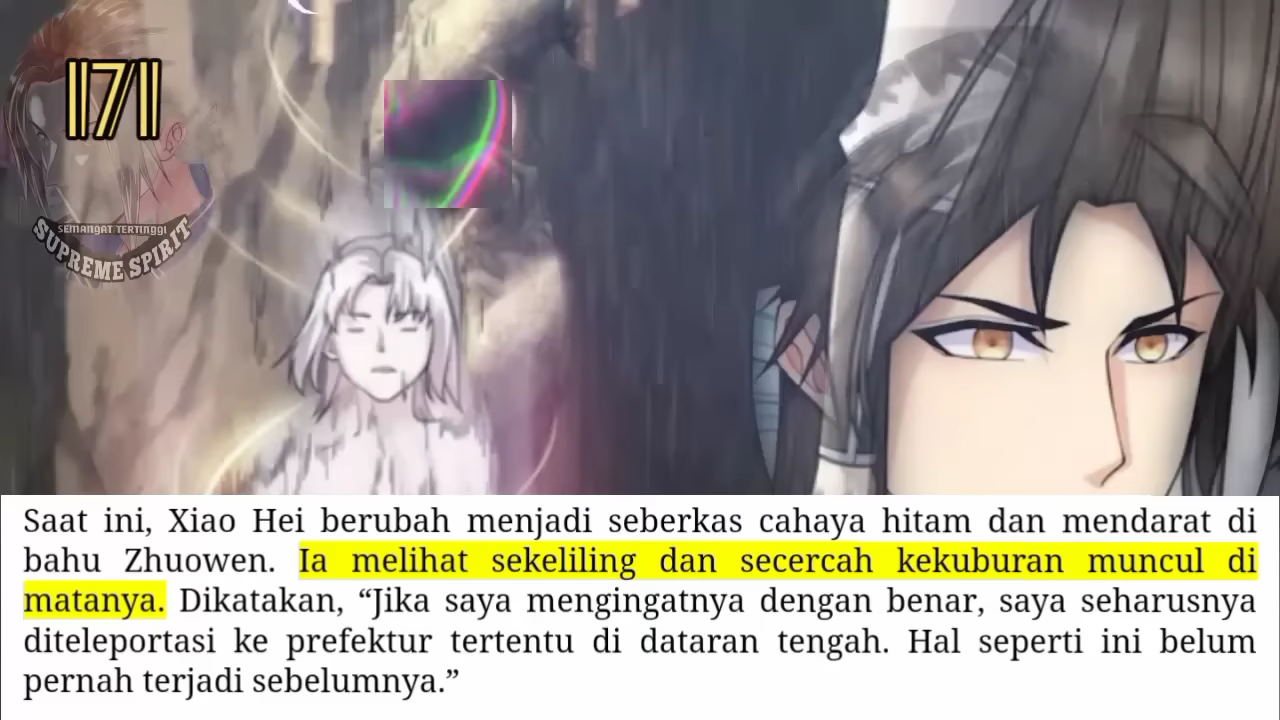 171
SEMANGAT TERTINGGI
SUPREME SPIRIT
Saat ini, Xiao Hei berubah menjadi seberkas cahaya hitam dan mendarat di
bahu Zhuowen. Ia melihat sekeliling dan secercah kekuburan muncul di
matanya. Dikatakan, “Jika saya mengingatnya dengan benar, saya seharusnya
diteleportasi ke prefektur tertentu di dataran tengah. Hal seperti ini belum
pernah terjadi sebelumnya.”